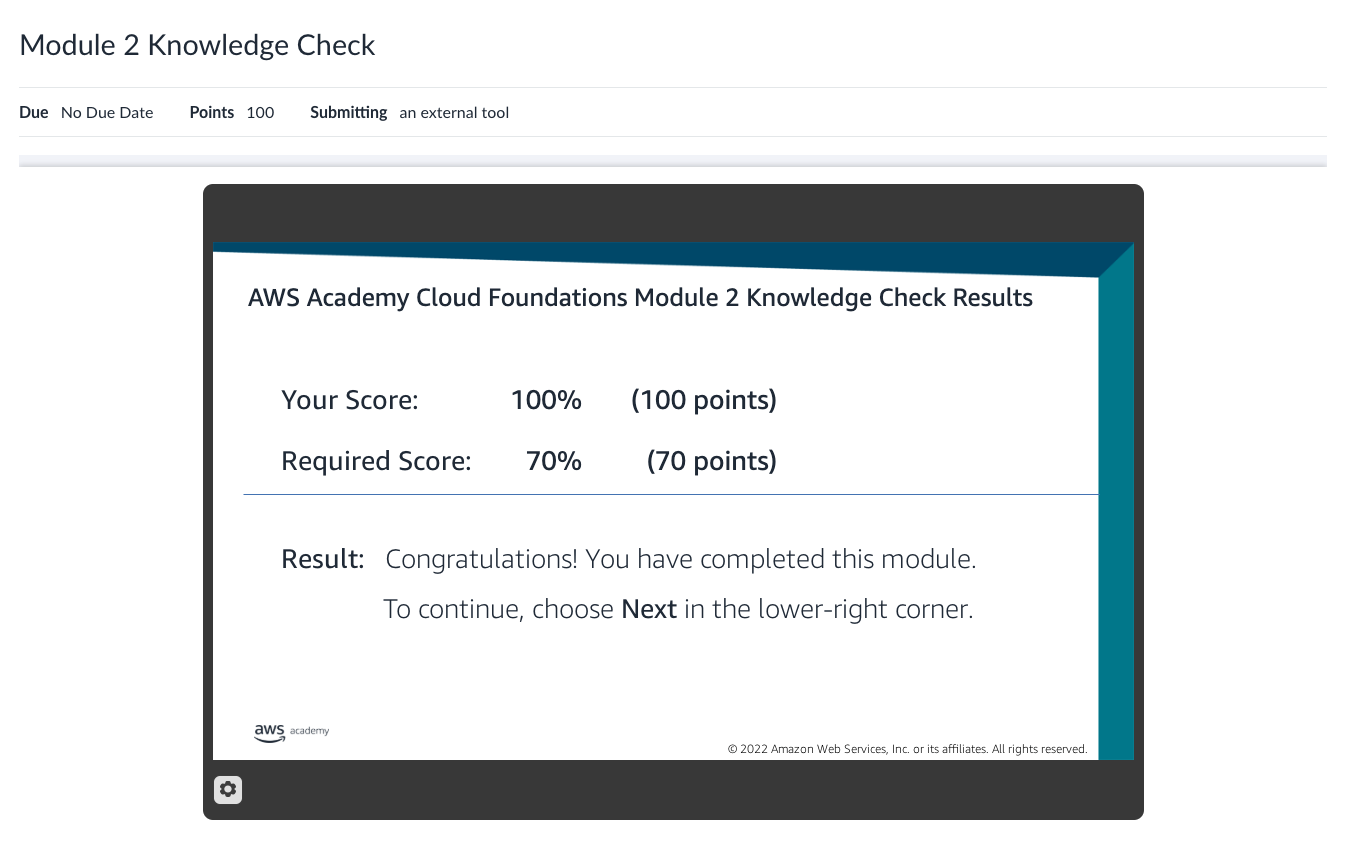 Module 2 Knowledge Check
Due No Due Date Points 100 Submitting an external tool
AWS Academy Cloud Foundations Module 2 Knowledge Check Results
Your Score: 100% (100 points)
Required Score: 70% (70 points)
Result: Congratulations! You have completed this module.
To continue, choose Next in the lower-right corner.
aws academy
© 2022 Amazon Web Services, Inc. or its affiliates. All rights reserved.